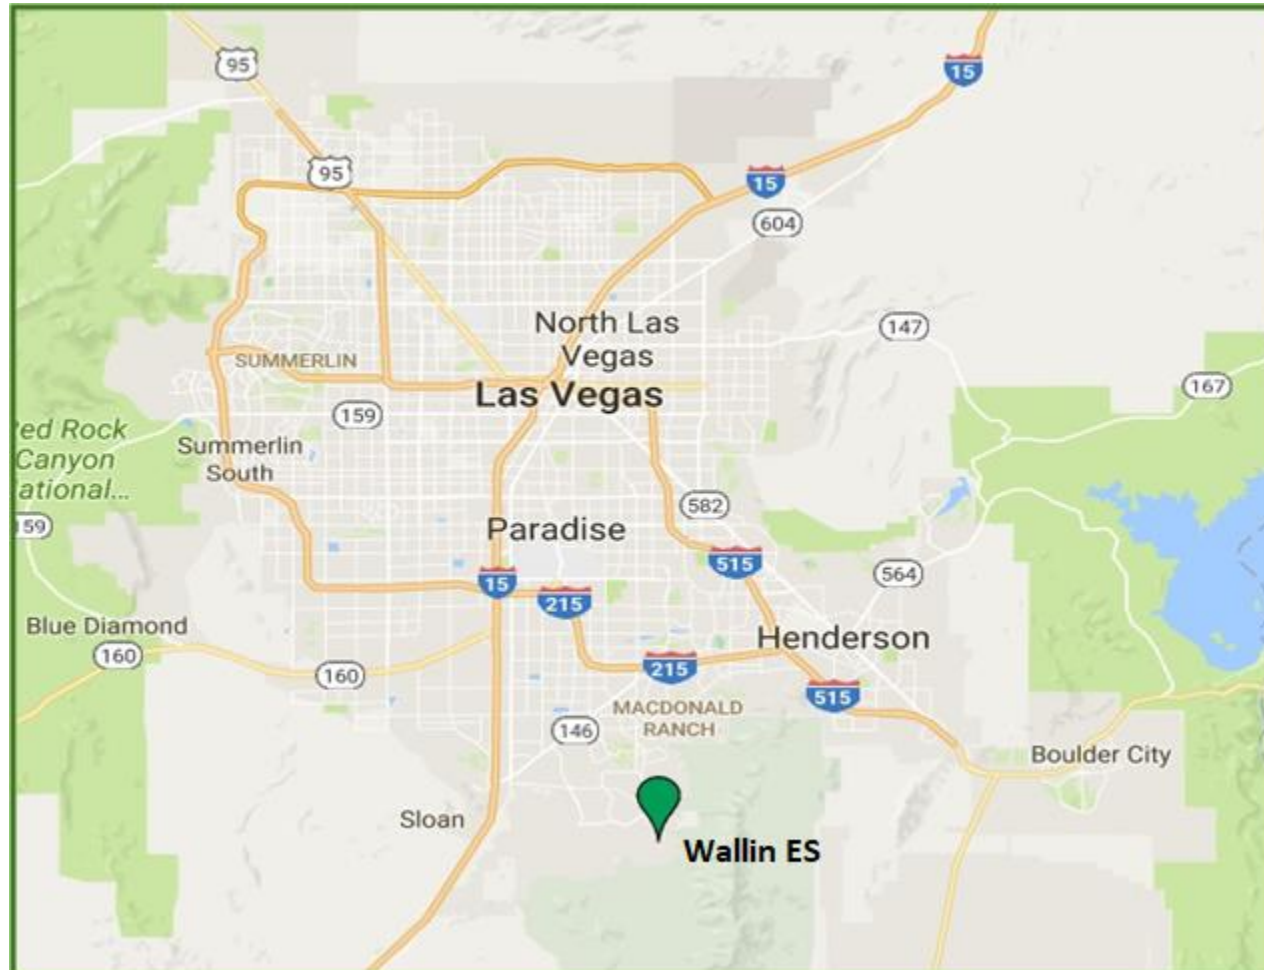 95
15
95
15
604
North Las
Vegas
147
SUMMERLIN
167
Las Vegas
159
ed Rock
Canyon
ational...
Summerlin
South
582
59
Paradise
515
15
564
215
Blue Diamond
Henderson
160
160
215
515
MACDONALD
RANCH
146
Boulder City
Sloan
Wallin ES